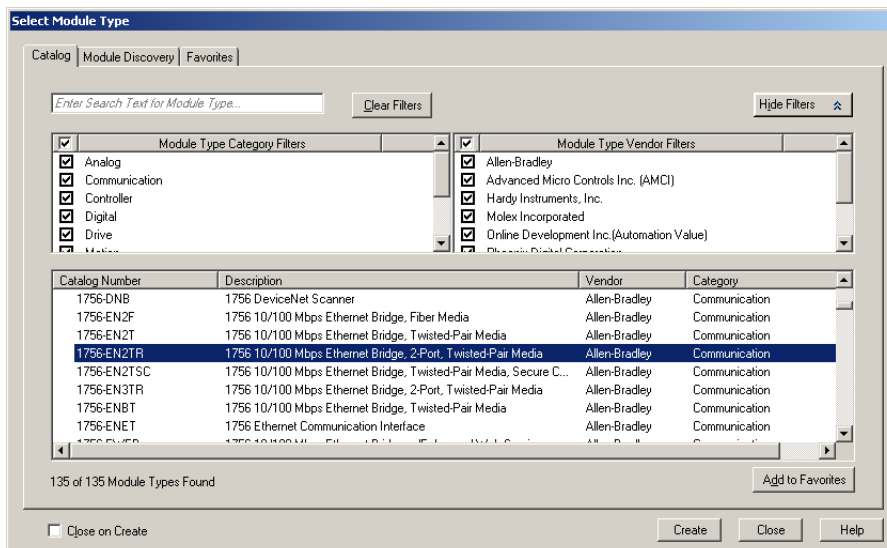 Select Module Type
Catalog Module Discovery Favorites
Enter Search Text for Module Type...
Clear Filters
Hide Filters
Module Type Category Filters
Analog
Communication
Controller
Digital
Drive
Module Type Vendor Filters
Allen-Bradley
Advanced Micro Controls Inc. (AMCI)
Hardy Instruments, Inc.
Molex Incorporated
Online Development Inc.(Automation Value)
Catalog Number Description Vendor Category
1756-DNB 1756 DeviceNet Scanner Allen-Bradley Communication
1756-EN2F 1756 10/100 Mbps Ethernet Bridge, Fiber Media Allen-Bradley Communication
1756-EN2T 1756 10/100 Mbps Ethernet Bridge, Twisted-Pair Media Allen-Bradley Communication
1756-EN2TR 1756 10/100 Mbps Ethernet Bridge, 2-Port, Twisted-Pair Media Allen-Bradley Communication
1756-EN2TSC 1756 10/100 Mbps Ethernet Bridge, Twisted-Pair Media, Secure C... Allen-Bradley Communication
1756-EN3TR 1756 10/100 Mbps Ethernet Bridge, 2-Port, Twisted-Pair Media Allen-Bradley Communication
1756-ENBT 1756 10/100 Mbps Ethernet Bridge, Twisted-Pair Media Allen-Bradley Communication
1756-ENET 1756 Ethernet Communication Interface Allen-Bradley Communication
135 of 135 Module Types Found
Add to Favorites
Close on Create
Create Close Help